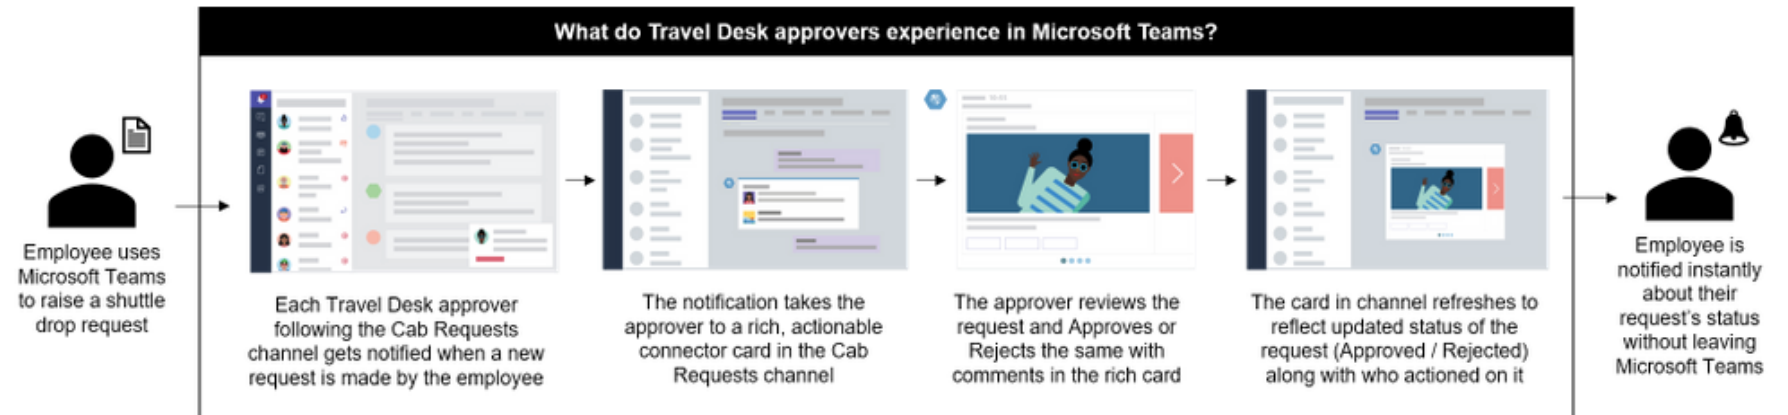 What do Travel Desk approvers experience in Microsoft Teams?
Employee uses
Microsoft Teams
to raise a shuttle
drop request
Each Travel Desk approver
following the Cab Requests
channel gets notified when a new
request is made by the employee
The notification takes the
approver to a rich, actionable
connector card in the Cab
Requests channel
The approver reviews the
request and Approves or
Rejects the same with
comments in the rich card
The card in channel refreshes to
reflect updated status of the
request (Approved / Rejected)
along with who actioned on it
Employee is
notified instantly
about their
request's status
without leaving
Microsoft Teams